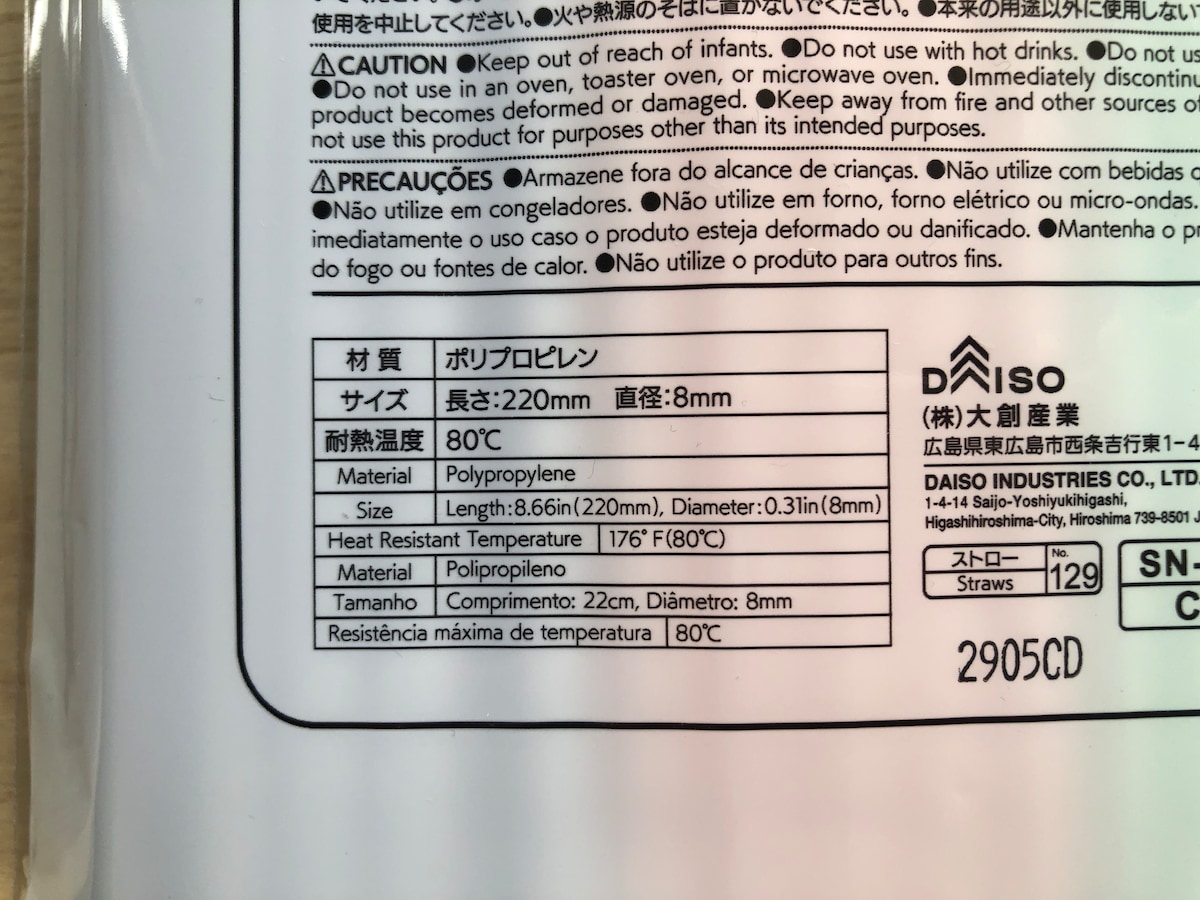 使用を中止してください。●火や熱源のそばに置かないでください。●本来の用途以外に使用しない
⚠CAUTION ●Keep out of reach of infants. ●Do not use with hot drinks. ●Do not
●Do not use in an oven, toaster oven, or microwave oven. ●Immediately
product becomes deformed or damaged. ●Keep away from fire and other sources of
not use this product for purposes other than its intended purposes.
⚠PRECAUÇÕES ●Armazene fora do alcance de crianças. ●Não utilize com bebidas
●Não utilize em congeladores. ●Não utilize em forno, forno elétrico ou micro-ondas.
imediatamente o uso caso o produto esteja deformado ou danificado. ●Mantenha o
do fogo ou fontes de calor. ●Não utilize o produto para outros fins.
材質 ポリプロピレン
サイズ 長さ:220mm 直径:8mm
耐熱温度 80℃
Material Polypropylene
Size Length:8.66in(220mm), Diameter:0.31in(8mm)
Heat Resistant Temperature 176°F(80℃)
Material Polipropileno
Tamanho Comprimento: 22cm, Diâmetro: 8mm
Resistência máxima de temperatura 80℃
DAISO
(株)大創産業
広島県東広島市西条吉行東1-4
DAISO INDUSTRIES CO., LTD.
1-4-14 Saijo-Yoshiyukihigashi,
Higashihiroshima-City, Hiroshima 739-8501
ストロー No.
Straws 129
SN-
C
2905CD